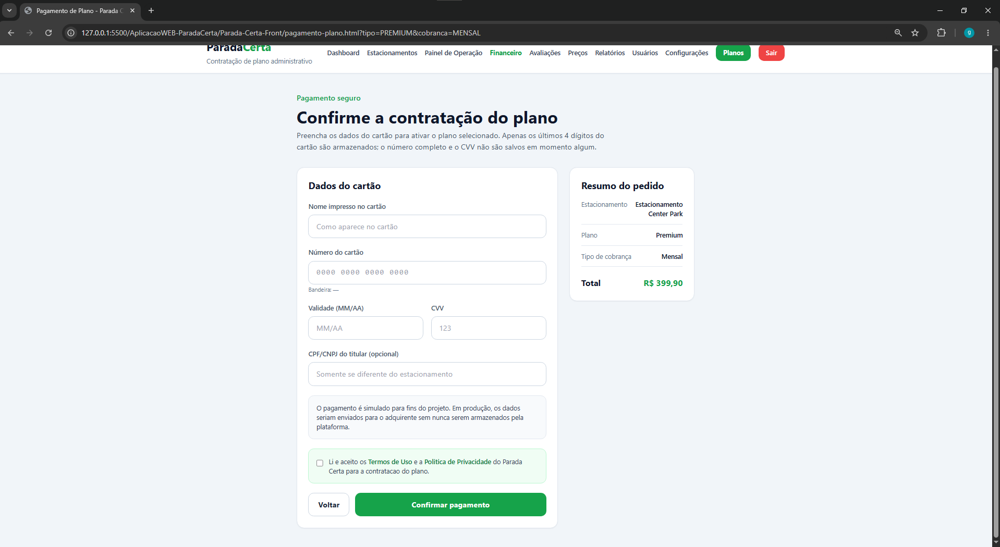 Pagamento de Plano - Parada C
127.0.0.1:5500/AplicacaoWEB-ParadaCerta/Parada-Certa-Front/pagamento-plano.html?tipo=PREMIUM&cobranca=MENSAL
g
ParadaCerta
Contratação de plano administrativo
Dashboard Estacionamentos Painel de Operação Financeiro Avaliações Preços Relatórios Usuários Configurações Planos Sair
Pagamento seguro
Confirme a contratação do plano
Preencha os dados do cartão para ativar o plano selecionado. Apenas os últimos 4 dígitos do
cartão são armazenados; o número completo e o CVV não são salvos em momento algum.
Dados do cartão
Nome impresso no cartão
Como aparece no cartão
Número do cartão
0000 0000 0000 0000
Bandeira: —
Validade (MM/AA) CVV
MM/AA 123
CPF/CNPJ do titular (opcional)
Somente se diferente do estacionamento
O pagamento é simulado para fins do projeto. Em produção, os dados
seriam enviados para o adquirente sem nunca serem armazenados pela
plataforma.
Li e aceito os Termos de Uso e a Politica de Privacidade do Parada
Certa para a contratacao do plano.
Voltar Confirmar pagamento
Resumo do pedido
Estacionamento Estacionamento
Center Park
Plano Premium
Tipo de cobrança Mensal
Total R$ 399,90